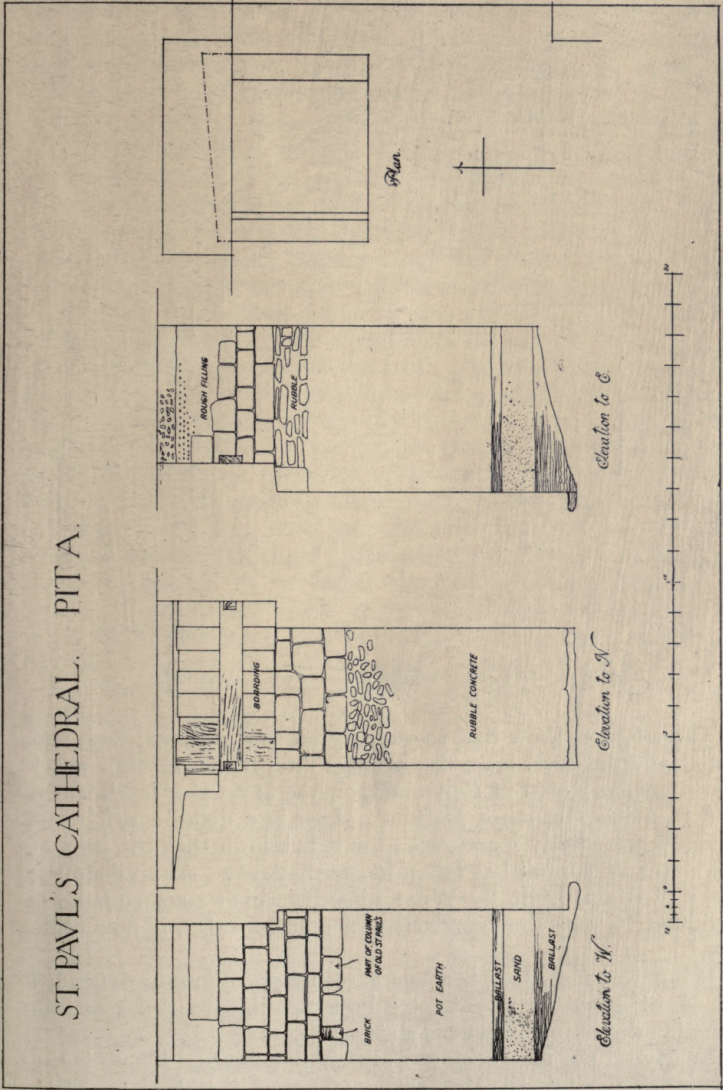 ST. PAVL'S CATHEDRAL. PIT A.
BRICK
PART OF COLUMN
OF OLD ST PAUL'S
POT EARTH
BALLAST
SAND
BALLAST
Elevation to W.
BOARDING
RUBBLE CONCRETE
Elevation to N
ROUGH FILLING
RUBBLE
Elevation to E.
Plan.